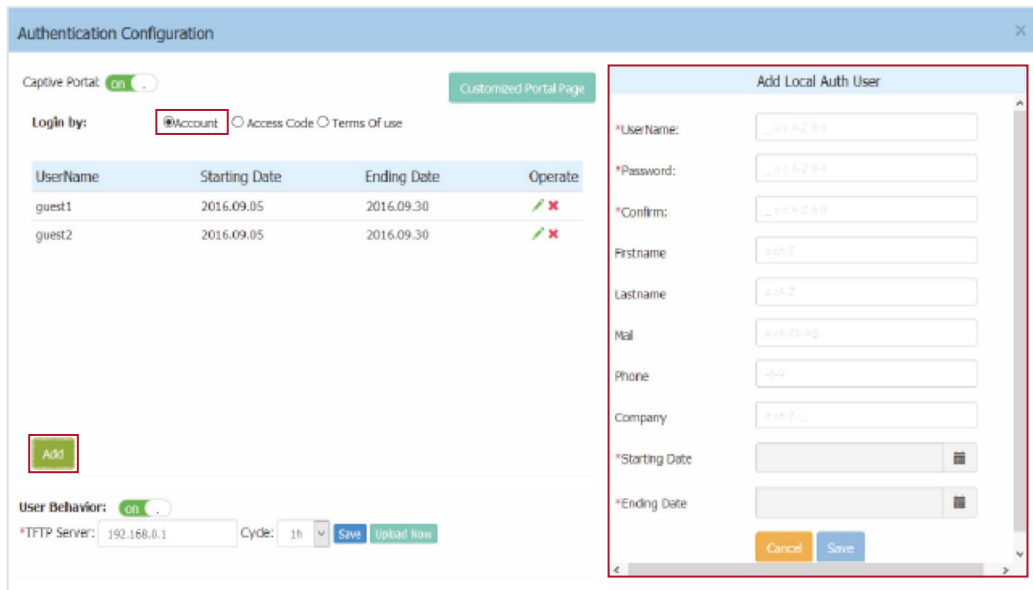 Authentication Configuration
Captive Portal: on
Customized Portal Page
Login by: Account Access Code Terms Of use
UserName Starting Date Ending Date Operate
guest1 2016.09.05 2016.09.30
guest2 2016.09.05 2016.09.30
Add
User Behavior: on
*TFTP Server: 192.168.0.1 Cycle: 1h Save Upload Now
Add Local Auth User
*UserName:
*Password:
*Confirm:
Firstname
Lastname
Mail
Phone
Company
*Starting Date
*Ending Date
Cancel Save